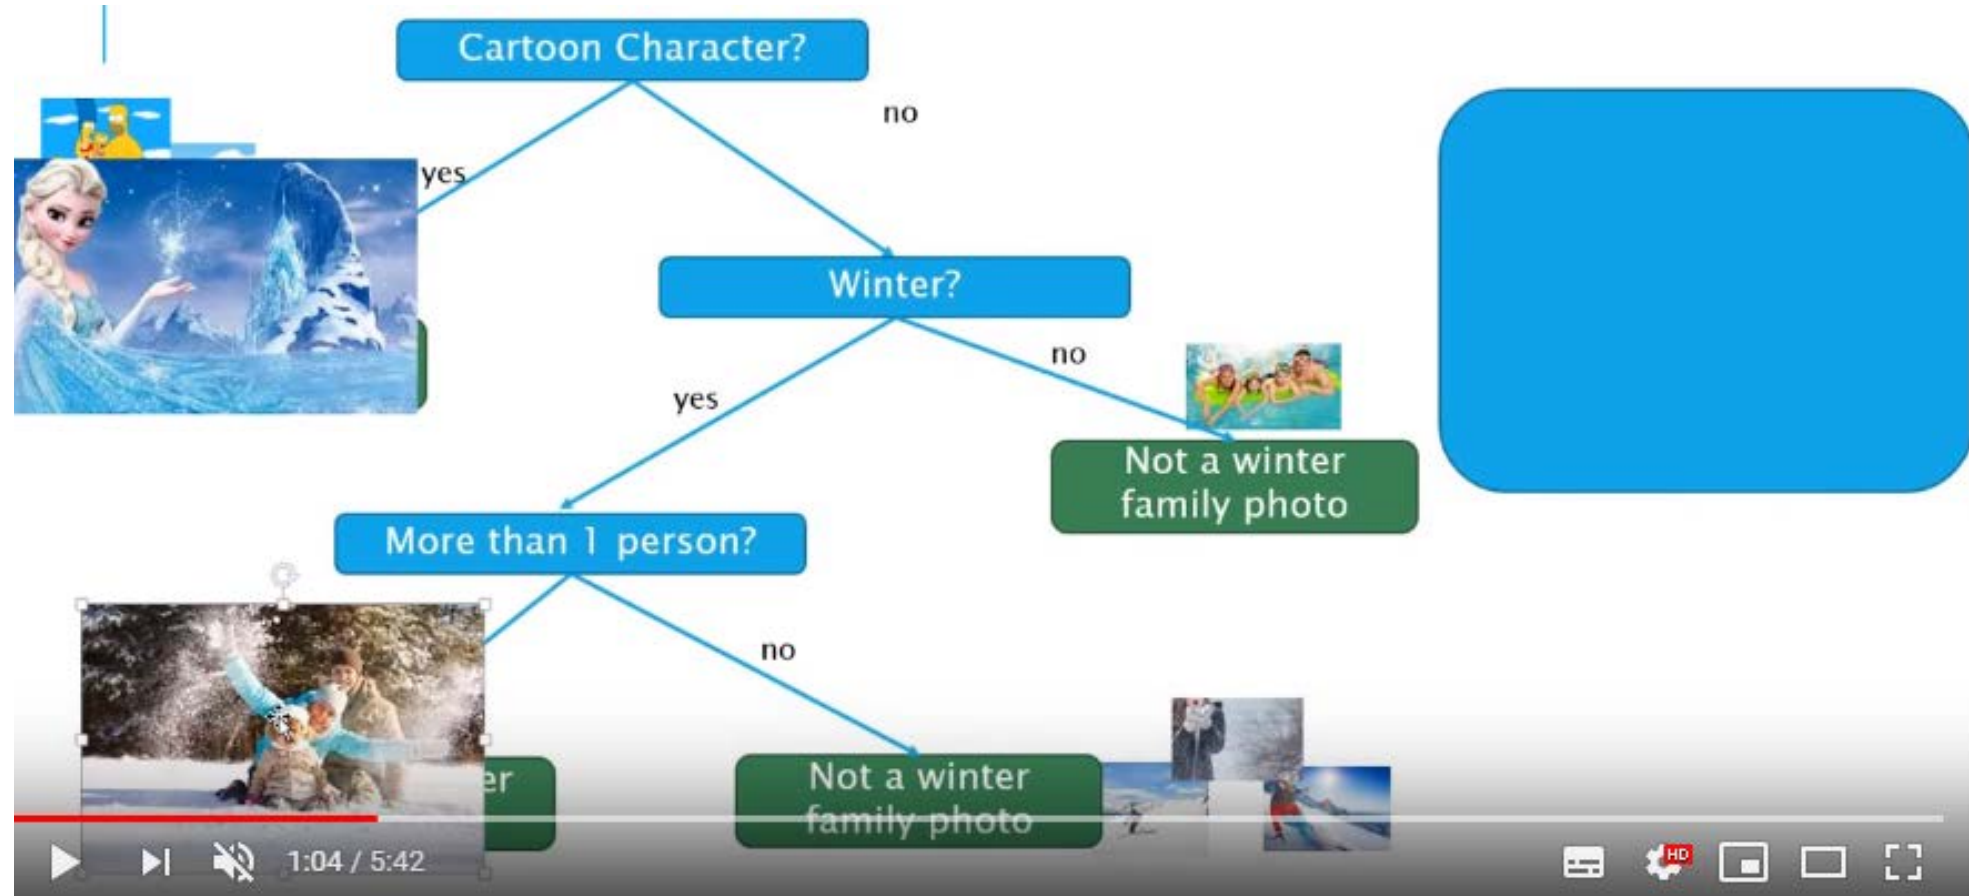 Cartoon Character?
no
yes
Winter?
no
yes
Not a winter
family photo
More than 1 person?
no
er
Not a winter
family photo
1:04 / 5:42
HD